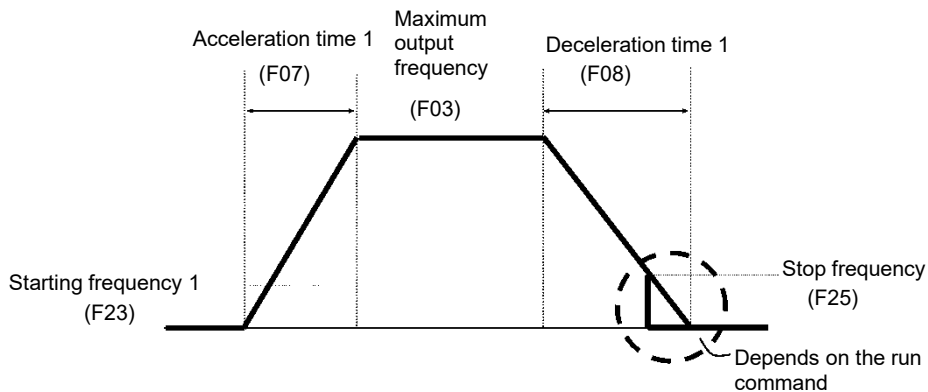 Acceleration time 1
(F07)
Maximum
output
frequency
(F03)
Deceleration time 1
(F08)
Starting frequency 1
(F23)
Stop frequency
(F25)
Depends on the run
command